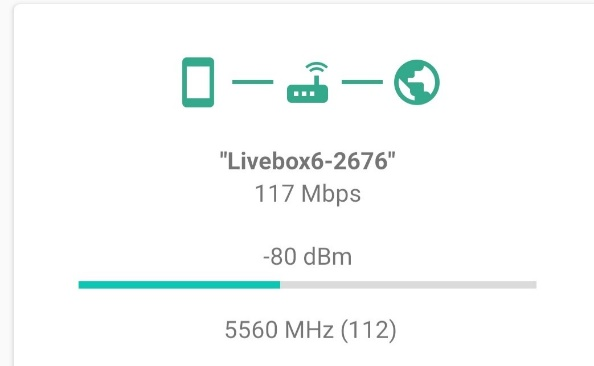 "Livebox6-2676"
117 Mbps
-80 dBm
5560 MHz (112)